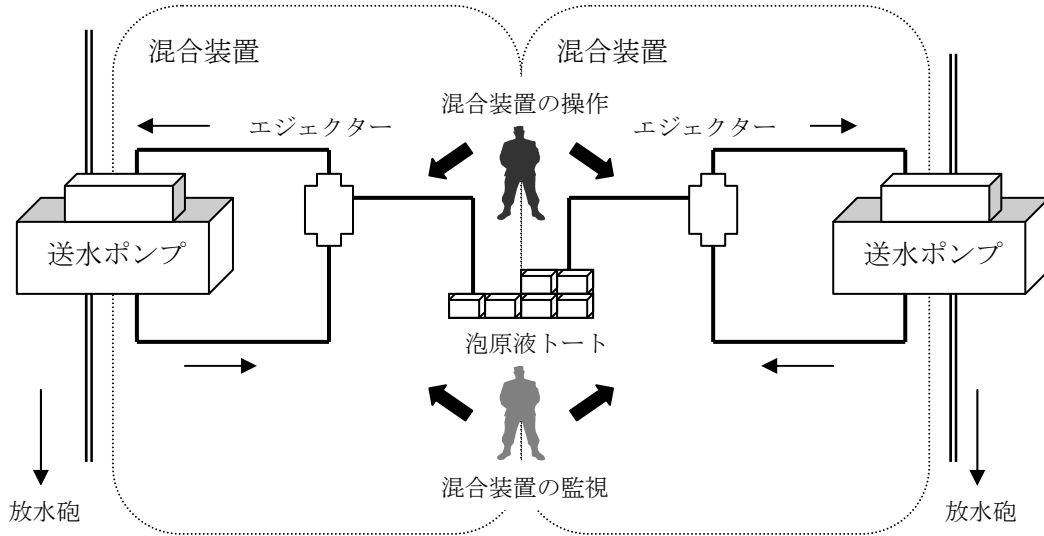 混合装置
混合装置
混合装置の操作
エジェクター
エジェクター
送水ポンプ
送水ポンプ
泡原液トート
混合装置の監視
放水砲
放水砲